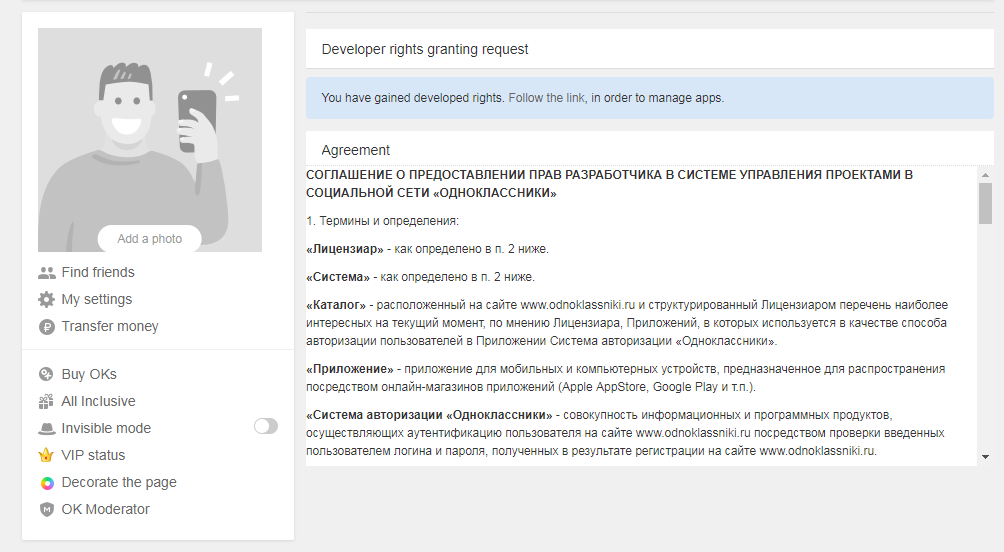 Add a photo
Find friends
My settings
Transfer money
Buy OKs
All Inclusive
Invisible mode
VIP status
Decorate the page
OK Moderator
Developer rights granting request
You have gained developed rights. Follow the link, in order to manage apps.
Agreement
СОГЛАШЕНИЕ О ПРЕДОСТАВЛЕНИИ ПРАВ РАЗРАБОТЧИКА В СИСТЕМЕ УПРАВЛЕНИЯ ПРОЕКТАМИ В
СОЦИАЛЬНОЙ СЕТИ «ОДНОКЛАССНИКИ»
1. Термины и определения:
«Лицензиар» - как определено в п. 2 ниже.
«Система» - как определено в п. 2 ниже.
«Каталог» - расположенный на сайте www.odnoklassniki.ru и структурированный Лицензиаром перечень наиболее
интересных на текущий момент, по мнению Лицензиара, Приложений, в которых используется в качестве способа
авторизации пользователей в Приложении Система авторизации «Одноклассники».
«Приложение» - приложение для мобильных и компьютерных устройств, предназначенное для распространения
посредством онлайн-магазинов приложений (Apple AppStore, Google Play и т.п.).
«Система авторизации «Одноклассники» - совокупность информационных и программных продуктов,
осуществляющих аутентификацию пользователя на сайте www.odnoklassniki.ru посредством проверки введенных
пользователем логина и пароля, полученных в результате регистрации на сайте www.odnoklassniki.ru.